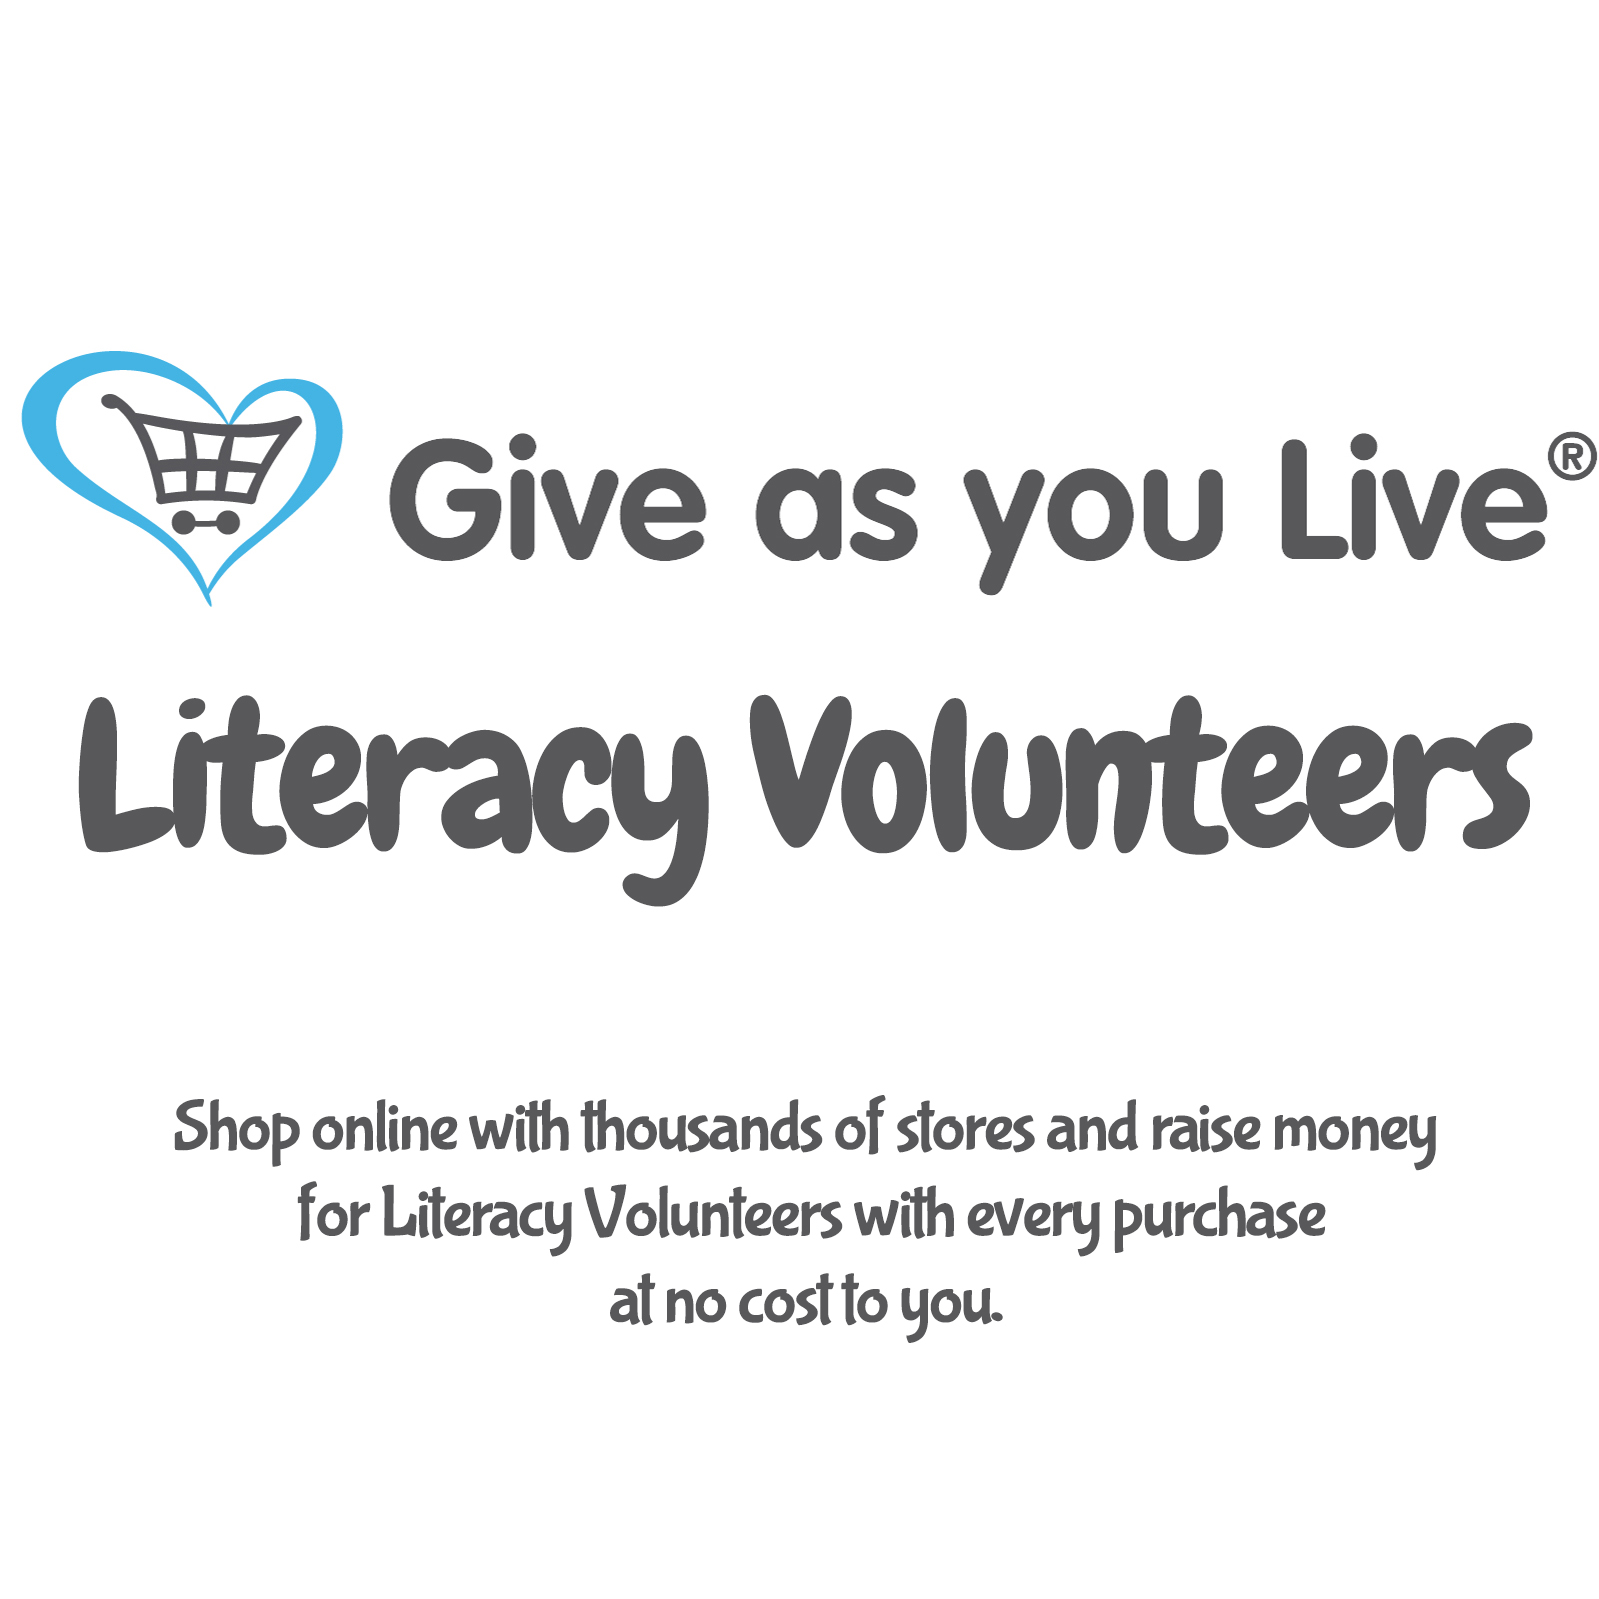 Give as you Live®
Literacy Volunteers
Shop online with thousands of stores and raise money
for Literacy Volunteers with every purchase
at no cost to you.